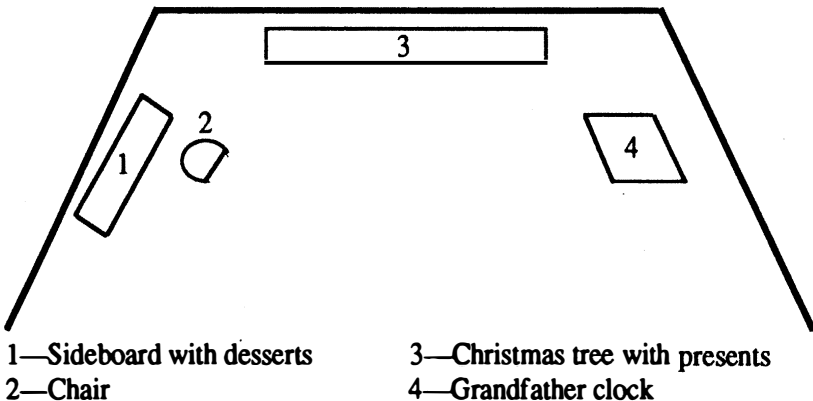 3
2
1
4
1—Sideboard with desserts
3—Christmas tree with presents
2—Chair
4—Grandfather clock